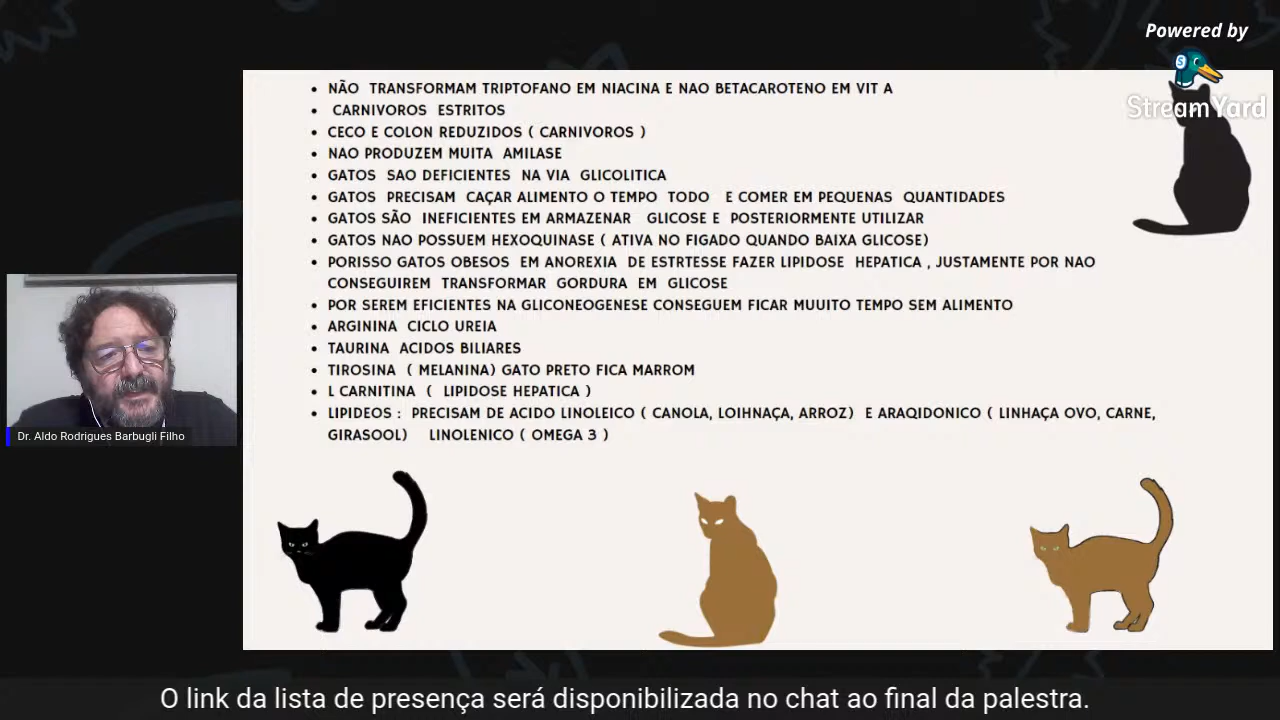 Powered by
StreamYard
NÃO TRANSFORMAM TRIPTOFANO EM NIACINA E NAO BETACAROTENO EM VIT A
CARNIVOROS ESTRITOS
CECO E COLON REDUZIDOS ( CARNIVOROS )
NAO PRODUZEM MUITA AMILASE
GATOS SAO DEFICIENTES NA VIA GLICOLITICA
GATOS PRECISAM CAÇAR ALIMENTO O TEMPO TODO E COMER EM PEQUENAS QUANTIDADES
GATOS SÃO INEFICIENTES EM ARMAZENAR GLICOSE E POSTERIORMENTE UTILIZAR
GATOS NAO POSSUEM HEXOQUINASE ( ATIVA NO FIGADO QUANDO BAIXA GLICOSE)
PORISSO GATOS OBESOS EM ANOREXIA DE ESTRTESSE FAZER LIPIDOSE HEPATICA , JUSTAMENTE POR NAO
CONSEGUIREM TRANSFORMAR GORDURA EM GLICOSE
POR SEREM EFICIENTES NA GLICONEOGENESE CONSEGUEM FICAR MUUITO TEMPO SEM ALIMENTO
ARGININA CICLO UREIA
TAURINA ACIDOS BILIARES
TIROSINA ( MELANINA) GATO PRETO FICA MARROM
L CARNITINA ( LIPIDOSE HEPATICA )
LIPIDEOS : PRECISAM DE ACIDO LINOLEICO ( CANOLA, LOIHNAÇA, ARROZ) E ARAQIDONICO ( LINHAÇA OVO, CARNE,
GIRASOOL) LINOLENICO ( OMEGA 3 )
Dr. Aldo Rodrigues Barbugli Filho
O link da lista de presença será disponibilizada no chat ao final da palestra.